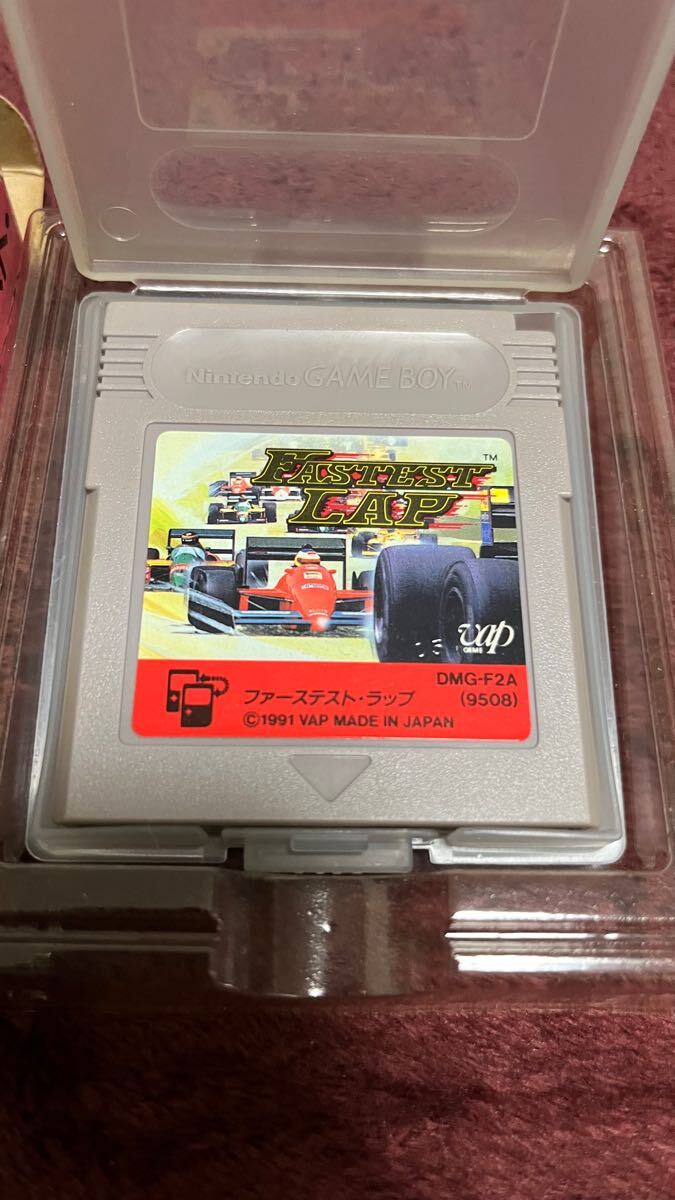 Nintendo GAME BOY TM
FASTEST TM
LAP
vap
GAME
DMG-F2A
ファーステスト・ラップ (9508)
©1991 VAP MADE IN JAPAN